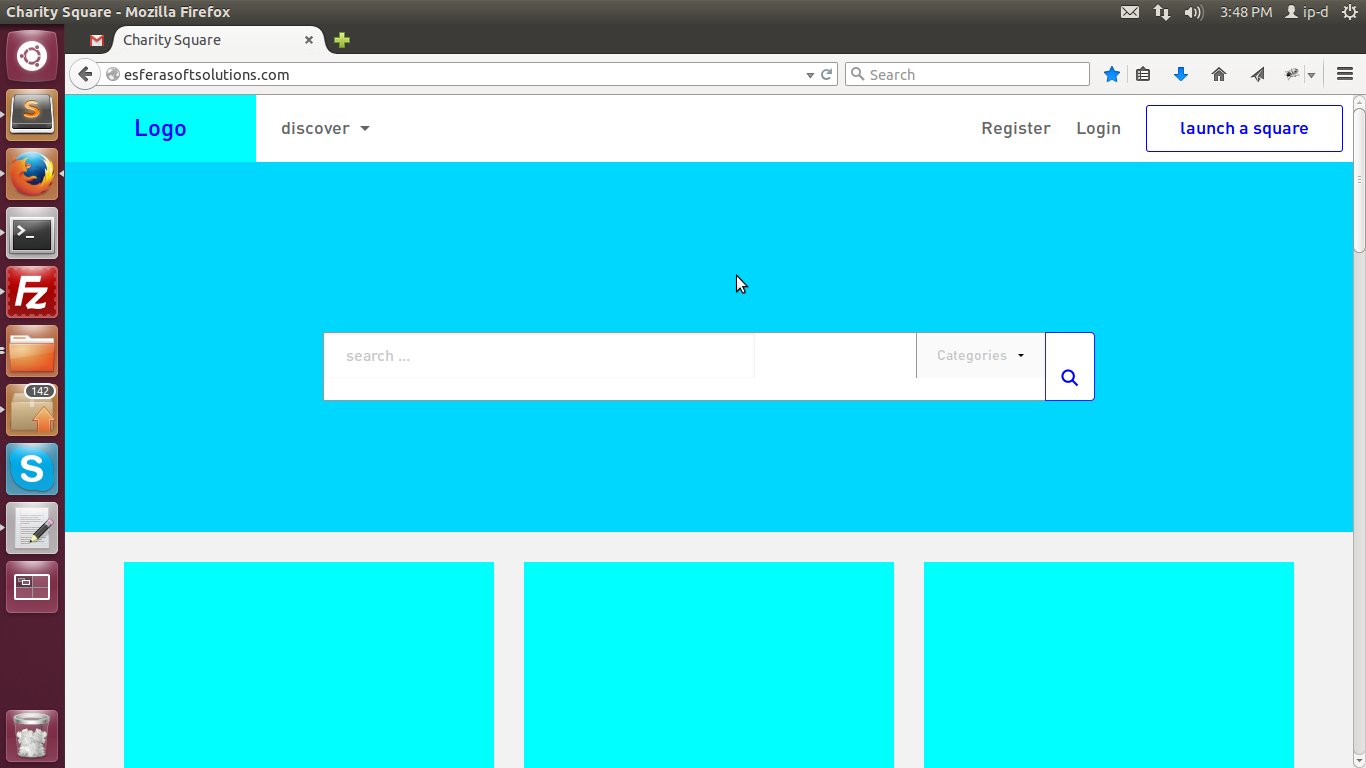 Charity Square - Mozilla Firefox
3:48 PM
ip-d
Charity Square
esferasoftsolutions.com
Search
Logo
discover
Register
Login
launch a square
search ...
Categories
S
>_
Fz
142
S